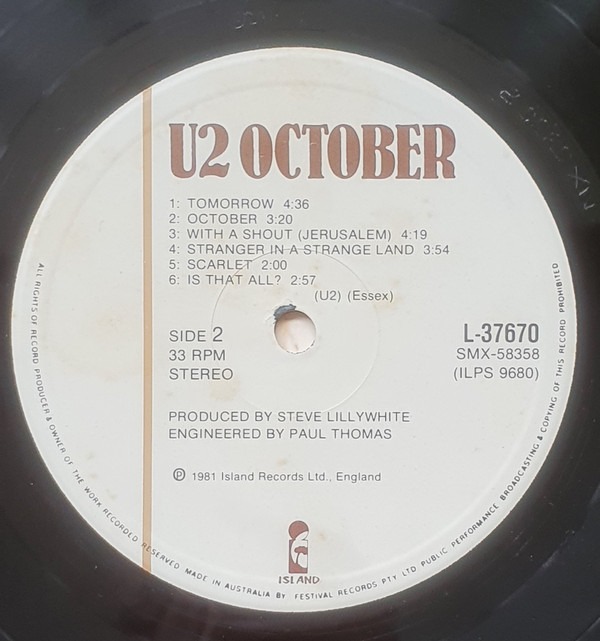 U2 OCTOBER
1: TOMORROW 4:36
2: OCTOBER 3:20
3: WITH A SHOUT (JERUSALEM) 4:19
4: STRANGER IN A STRANGE LAND 3:54
5: SCARLET 2:00
6: IS THAT ALL? 2:57
(U2) (Essex)
SIDE 2
33 RPM
STEREO
L-37670
SMX-58358
(ILPS 9680)
PRODUCED BY STEVE LILLYWHITE
ENGINEERED BY PAUL THOMAS
Ⓟ 1981 Island Records Ltd., England
ISLAND
ALL RIGHTS OF RECORD PRODUCER & OWNER OF THE WORK RECORDED RESERVED MADE IN AUSTRALIA BY FESTIVAL RECORDS PTY LTD PUBLIC PERFORMANCE BROADCASTING & COPYING OF THIS RECORD PROHIBITED